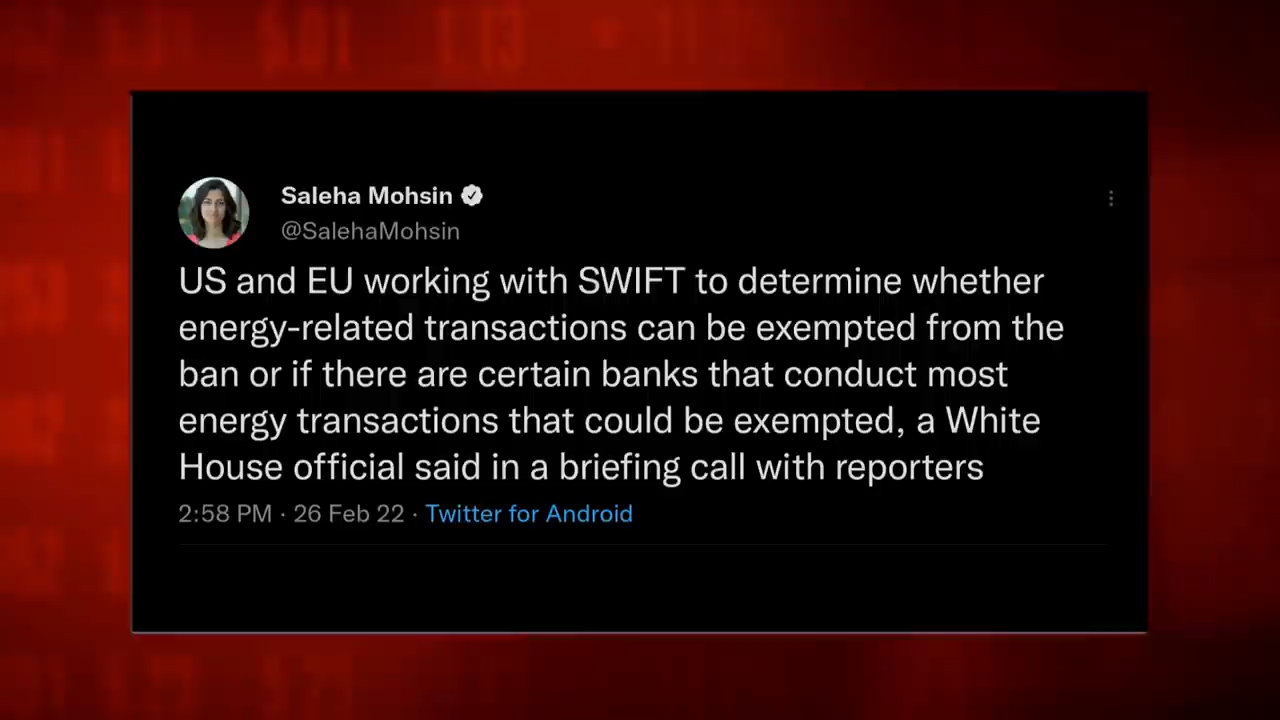 Saleha Mohsin
@SalehaMohsin
US and EU working with SWIFT to determine whether
energy-related transactions can be exempted from the
ban or if there are certain banks that conduct most
energy transactions that could be exempted, a White
House official said in a briefing call with reporters
2:58 PM · 26 Feb 22 · Twitter for Android